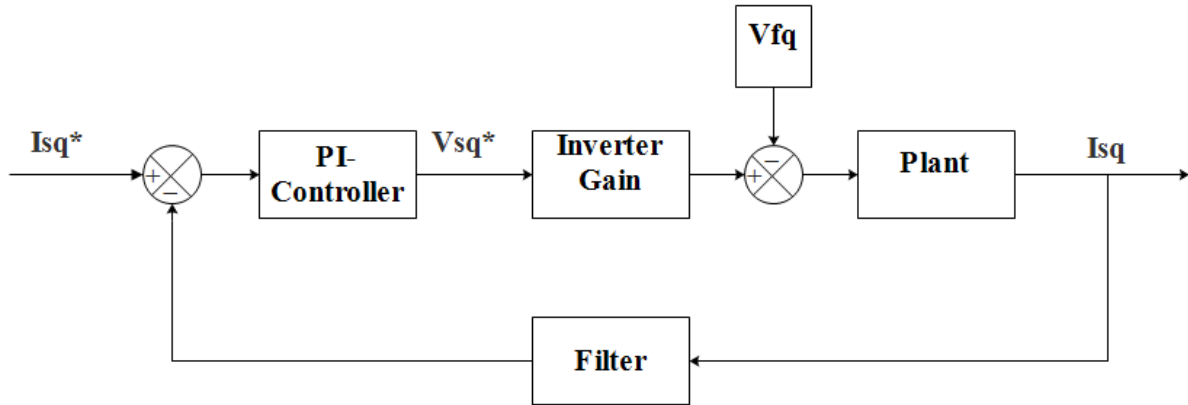 Vfq
Isq*
PI-
Controller
Vsq*
Inverter
Gain
Plant
Isq
+
−
+
−
Filter